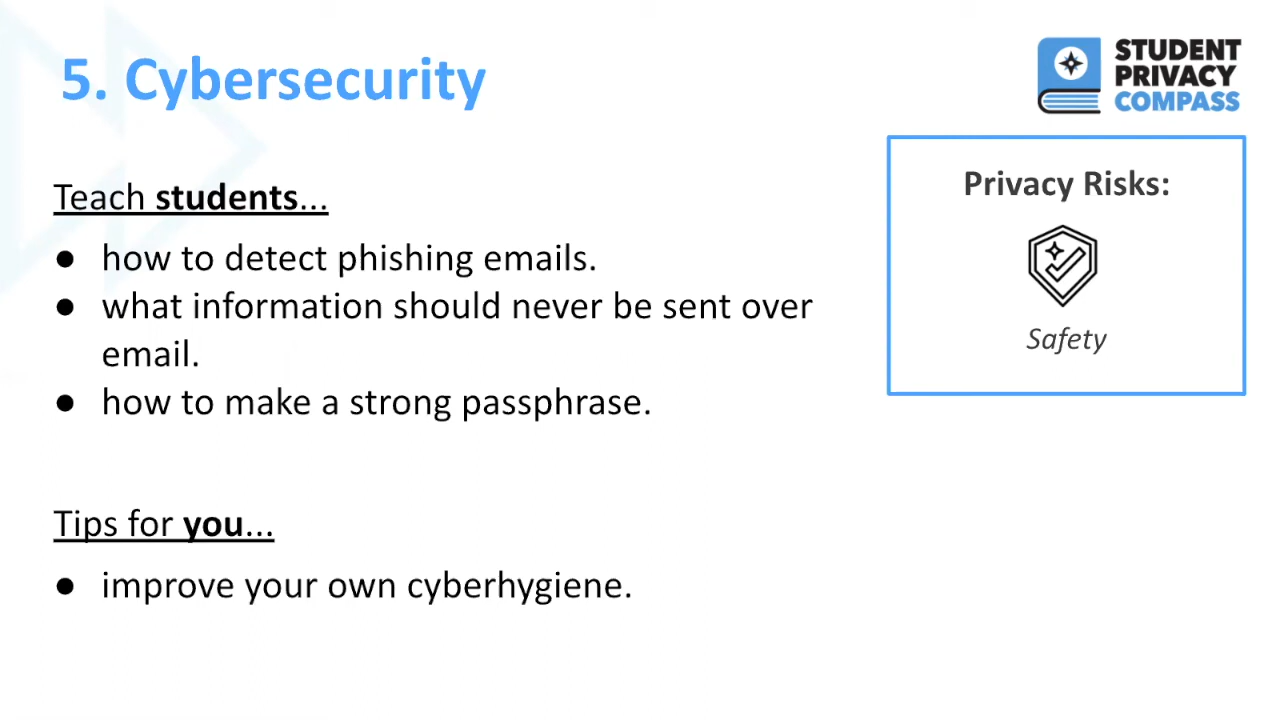 5. Cybersecurity
STUDENT
PRIVACY
COMPASS
Teach students...
● how to detect phishing emails.
● what information should never be sent over
email.
● how to make a strong passphrase.
Tips for you...
● improve your own cyberhygiene.
Privacy Risks:
Safety